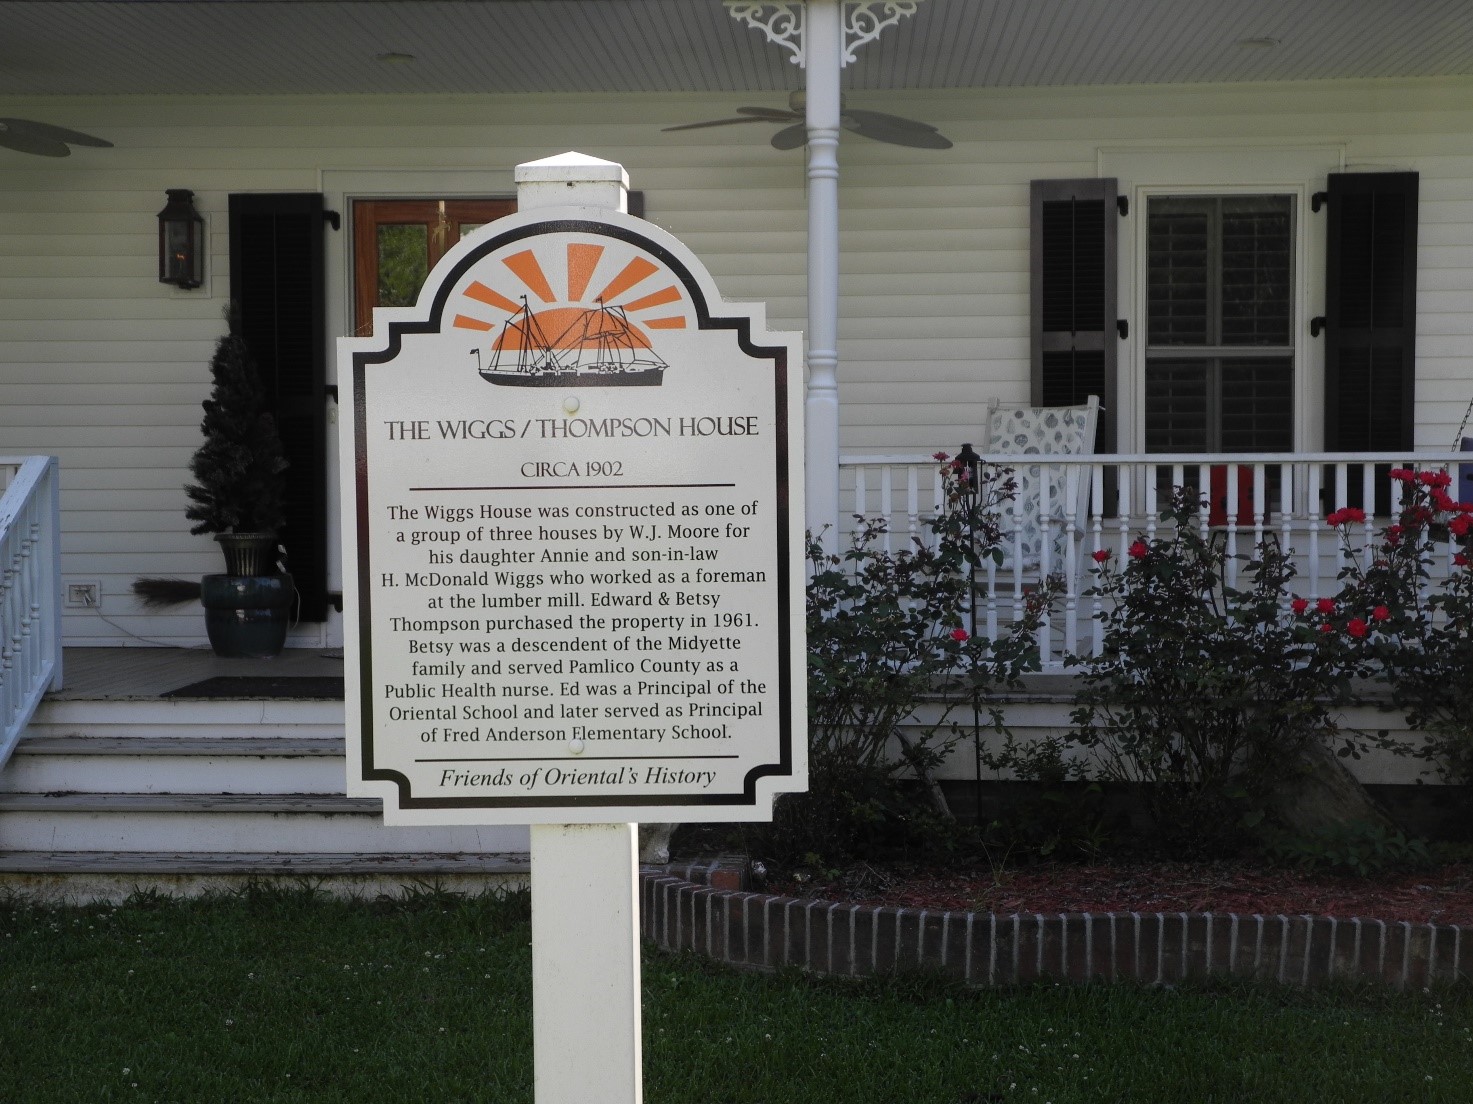 THE WIGGS / THOMPSON HOUSE
CIRCA 1902
The Wiggs House was constructed as one of
a group of three houses by W.J. Moore for
his daughter Annie and son-in-law
H. McDonald Wiggs who worked as a foreman
at the lumber mill. Edward & Betsy
Thompson purchased the property in 1961.
Betsy was a descendent of the Midyette
family and served Pamlico County as a
Public Health nurse. Ed was a Principal of the
Oriental School and later served as Principal
of Fred Anderson Elementary School.
Friends of Oriental's History